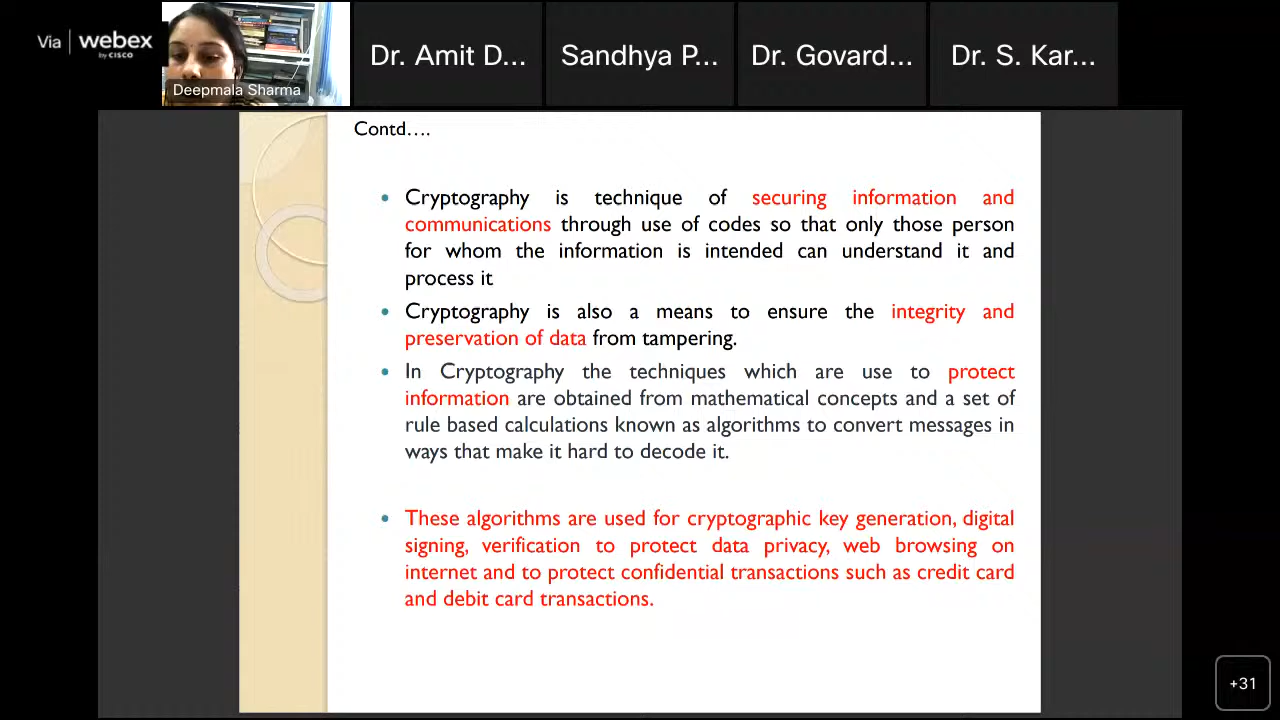 Via webex
by CISCO
Deepmala Sharma
Dr. Amit D...
Sandhya P...
Dr. Govard...
Dr. S. Kar...
Contd....
• Cryptography is technique of securing information and
communications through use of codes so that only those person
for whom the information is intended can understand it and
process it
• Cryptography is also a means to ensure the integrity and
preservation of data from tampering.
• In Cryptography the techniques which are use to protect
information are obtained from mathematical concepts and a set of
rule based calculations known as algorithms to convert messages in
ways that make it hard to decode it.
• These algorithms are used for cryptographic key generation, digital
signing, verification to protect data privacy, web browsing on
internet and to protect confidential transactions such as credit card
and debit card transactions.
+31